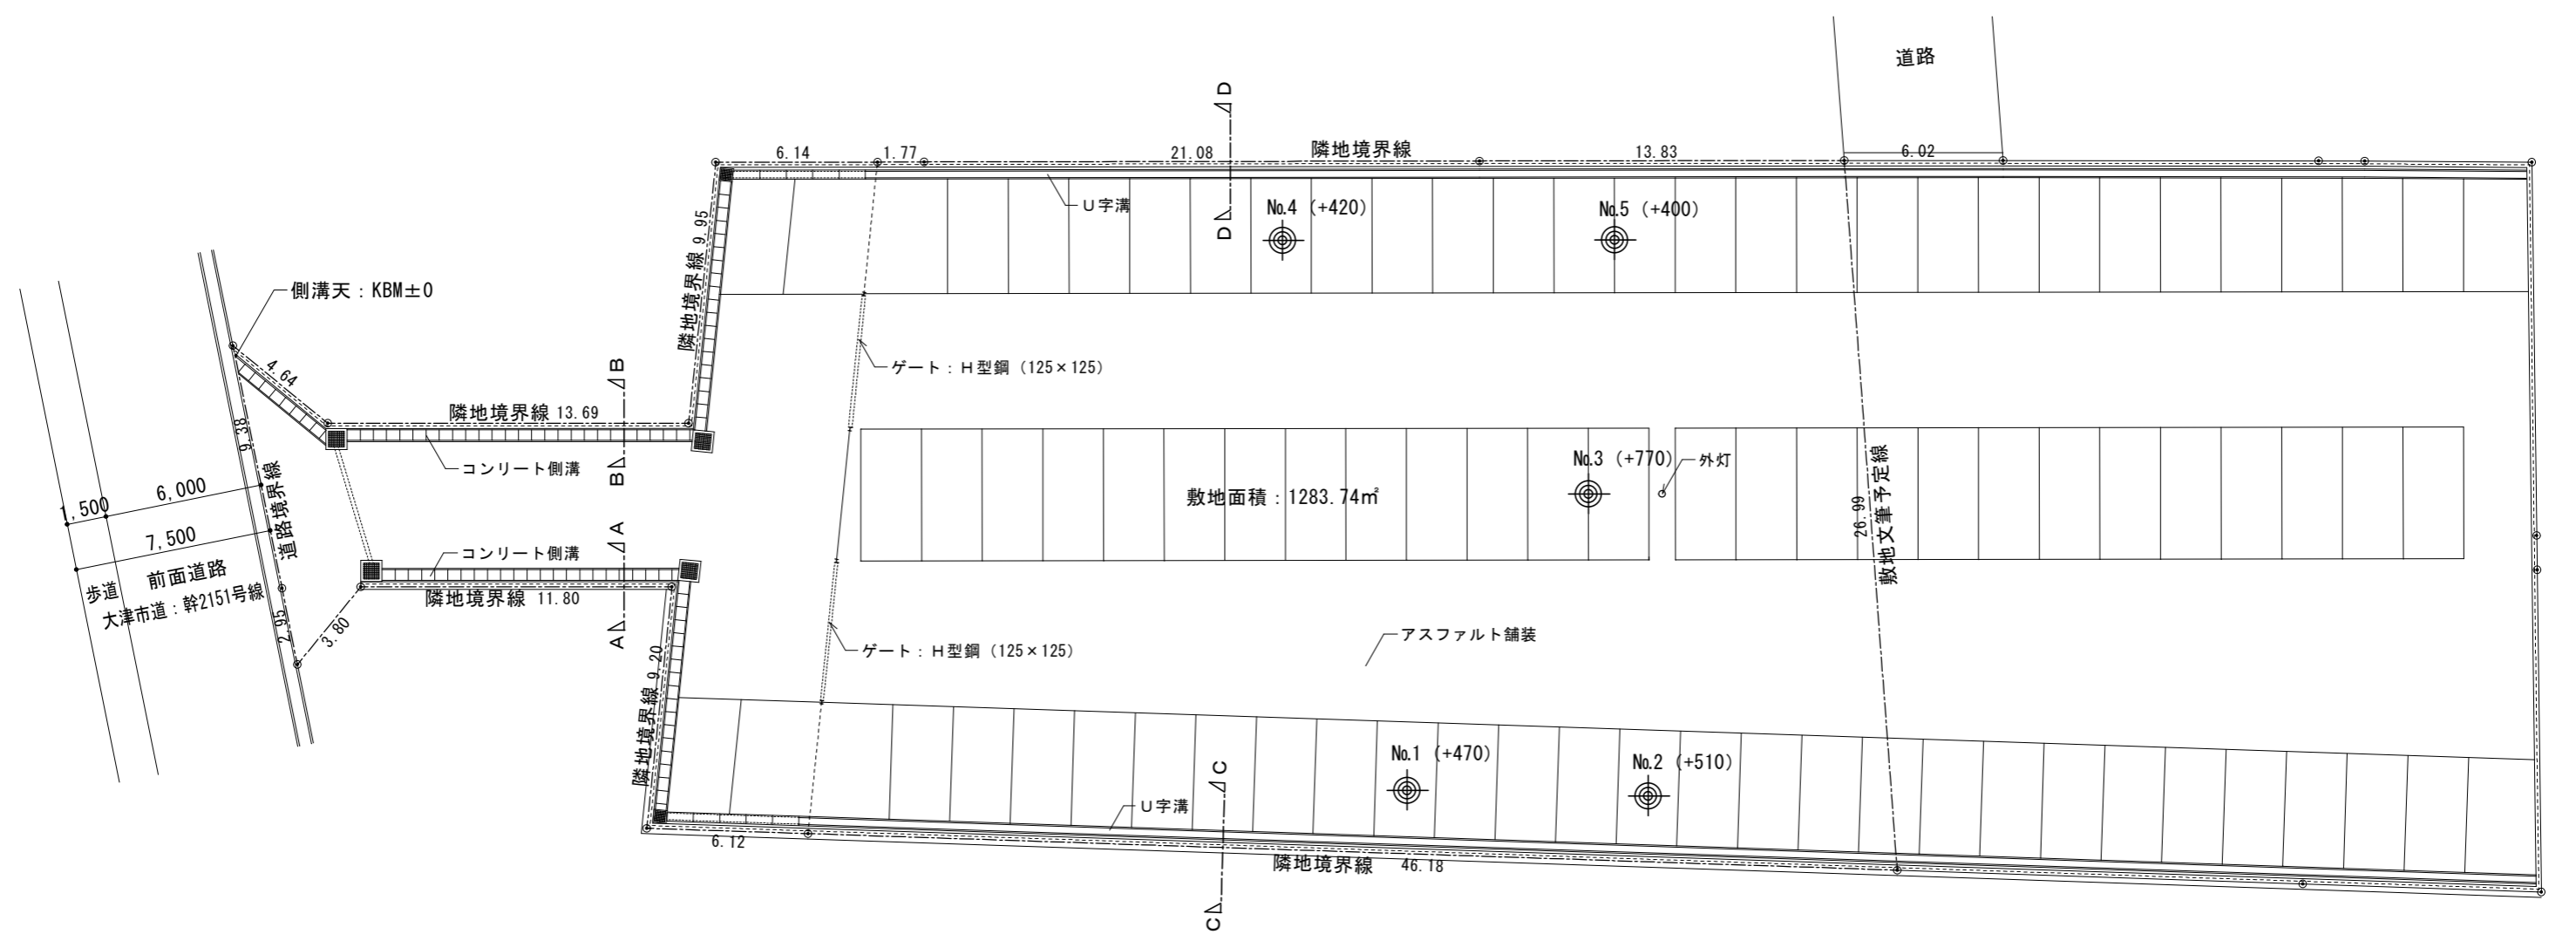 道路
D
6.14
1.77
21.08
隣地境界線
13.83
6.02
U字溝
No.4 (+420)
No.5 (+400)
D
隣地境界線 9.95
側溝天：KBM±0
4.64
B
ゲート：H型鋼 (125×125)
隣地境界線 13.69
9.38
コンリート側溝
B
No.3 (+770)
外灯
敷地面積：1283.74㎡
26.99
敷地文筆予定線
道路境界線
1,500
6,000
7,500
A
コンリート側溝
歩道
前面道路
大津市道：幹2151号線
2.95
3.80
隣地境界線 11.80
A
アスファルト舗装
ゲート：H型鋼 (125×125)
隣地境界線 9.20
No.1 (+470)
No.2 (+510)
C
U字溝
6.12
隣地境界線
46.18
C